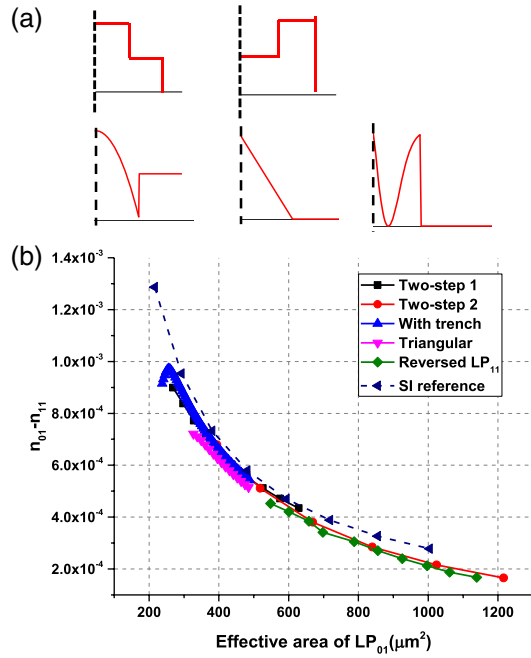 (a)
(b)
1.4x10⁻³
1.2x10⁻³
1.0x10⁻³
8.0x10⁻⁴
6.0x10⁻⁴
4.0x10⁻⁴
2.0x10⁻⁴
n₀₁-n₁₁
Two-step 1
Two-step 2
With trench
Triangular
Reversed LP₁₁
SI reference
200 400 600 800 1000 1200
Effective area of LP₀₁(μm²)